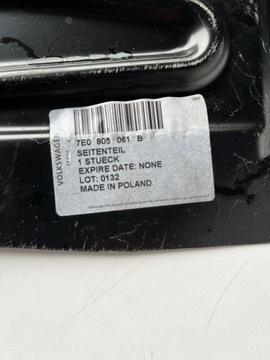 VOLKSWAGEN
7E0 805 061 B
SEITENTEIL
1 STUECK
EXPIRE DATE: NONE
LOT: 0132
MADE IN POLAND